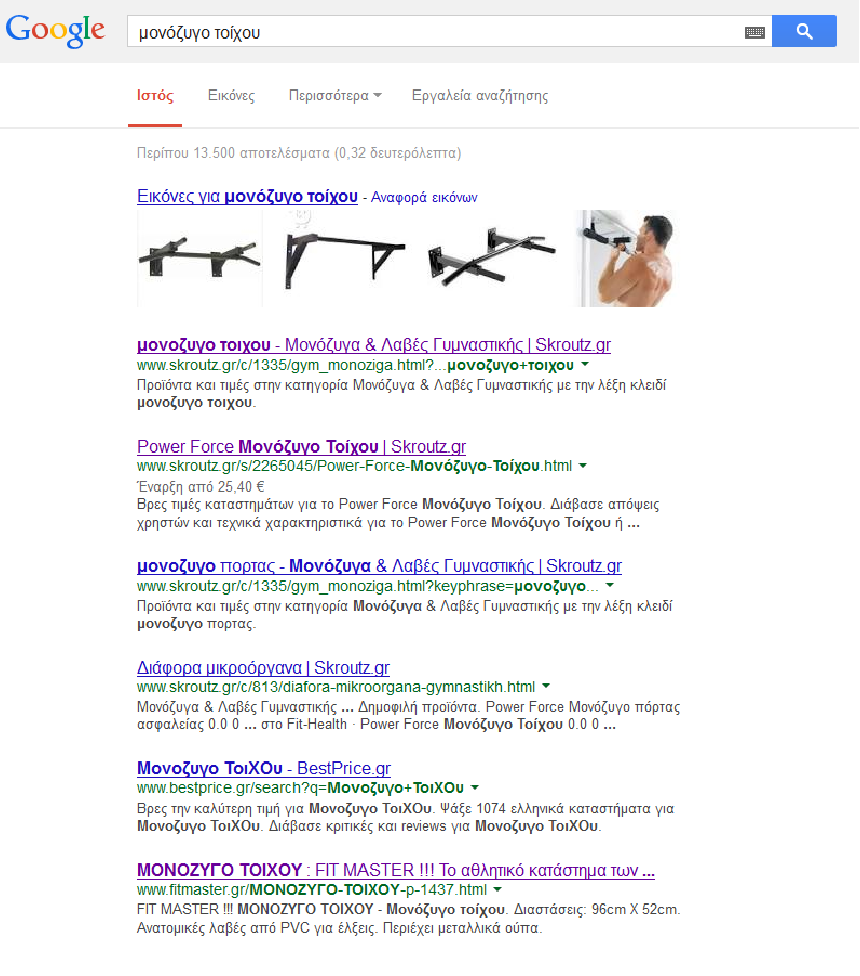 Google
μονόζυγο τοίχου
Ιστός Εικόνες Περισσότερα Εργαλεία αναζήτησης
Περίπου 13.500 αποτελέσματα (0,32 δευτερόλεπτα)
Εικόνες για μονόζυγο τοίχου - Αναφορά εικόνων
μονοζυγο τοιχου - Μονόζυγα & Λαβές Γυμναστικής | Skroutz.gr
www.skroutz.gr/c/1335/gym_monoziga.html?...μονοζυγο+τοιχου
Προϊόντα και τιμές στην κατηγορία Μονόζυγα & Λαβές Γυμναστικής με την λέξη κλειδί
μονοζυγο τοιχου.
Power Force Μονόζυγο Τοίχου | Skroutz.gr
www.skroutz.gr/s/2265045/Power-Force-Μονόζυγο-Τοίχου.html
Έναρξη από 25,40 €
Βρες τιμές καταστημάτων για το Power Force Μονόζυγο Τοίχου. Διάβασε απόψεις
χρηστών και τεχνικά χαρακτηριστικά για το Power Force Μονόζυγο Τοίχου ή ...
μονοζυγο πορτας - Μονόζυγα & Λαβές Γυμναστικής | Skroutz.gr
www.skroutz.gr/c/1335/gym_monoziga.html?keyphrase=μονοζυγο...
Προϊόντα και τιμές στην κατηγορία Μονόζυγα & Λαβές Γυμναστικής με την λέξη κλειδί
μονοζυγο πορτας.
Διάφορα μικροόργανα | Skroutz.gr
www.skroutz.gr/c/813/diafora-mikroorgana-gymnastikh.html
Μονόζυγα & Λαβές Γυμναστικής ... Δημοφιλή προϊόντα. Power Force Μονόζυγο πόρτας
ασφαλείας 0.0 0 ... στο Fit-Health · Power Force Μονόζυγο Τοίχου 0.0 0 ...
Μονοζυγο ΤοιΧΟυ - BestPrice.gr
www.bestprice.gr/search?q=Μονοζυγο+ΤοιΧΟυ
Βρες την καλύτερη τιμή για Μονοζυγο ΤοιΧΟυ. Ψάξε 1074 ελληνικά καταστήματα για
Μονοζυγο ΤοιΧΟυ. Διάβασε κριτικές και reviews για Μονοζυγο ΤοιΧΟυ.
ΜΟΝΟΖΥΓΟ ΤΟΙΧΟΥ : FIT MASTER !!! Το αθλητικό κατάστημα των ...
www.fitmaster.gr/ΜΟΝΟΖΥΓΟ-ΤΟΙΧΟΥ-p-1437.html
FIT MASTER !!! ΜΟΝΟΖΥΓΟ ΤΟΙΧΟΥ - Μονόζυγο τοίχου. Διαστάσεις: 96cm X 52cm.
Ανατομικές λαβές από PVC για έλξεις. Περιέχει μεταλλικά ούπα.